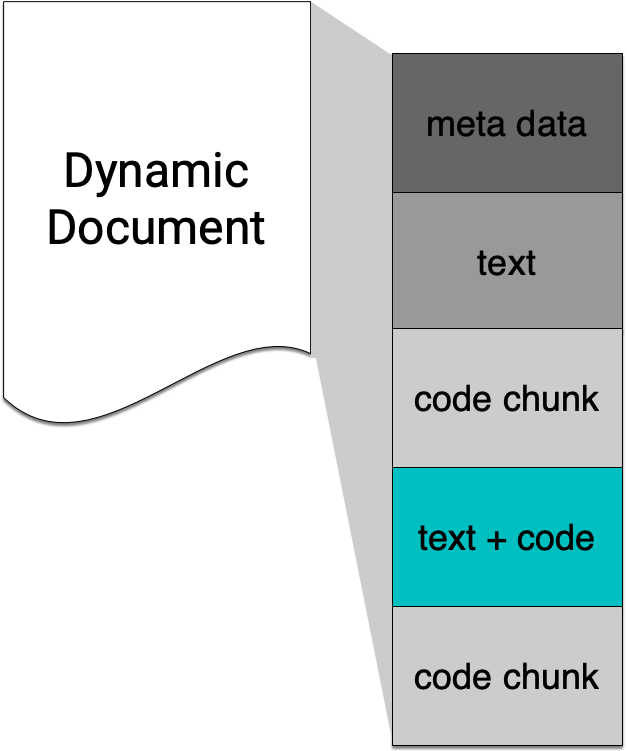 Dynamic
Document
meta data
text
code chunk
text + code
code chunk